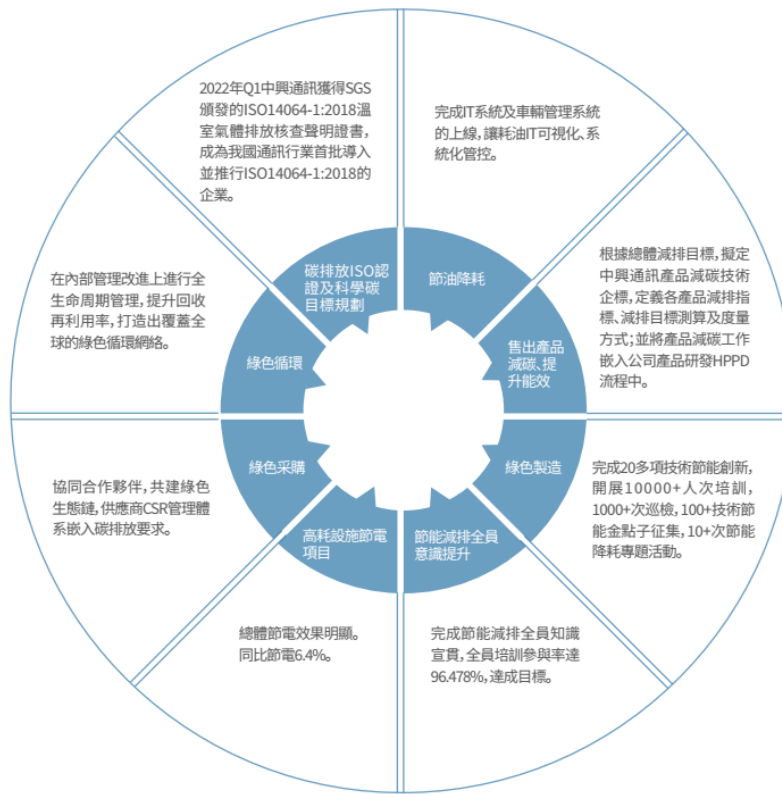 2022年Q1中興通訊獲得SGS
頒發的ISO14064-1:2018溫
室氣體排放核查聲明證書，
成為我國通訊行業首批導入
並推行ISO14064-1:2018的
企業。
碳排放ISO認
證及科學碳
目標規劃
完成IT系統及車輛管理系統
的上線，讓耗油IT可視化、系
統化管控。
節油降耗
根據總體減排目標，擬定
中興通訊產品減碳技術
企標，定義各產品減排指
標、減排目標測算及度量
方式；並將產品減碳工作
嵌入公司產品研發HPPD
流程中。
售出產品
減碳、提
升能效
完成20多項技術節能創新，
開展10000+人次培訓，
1000+次巡檢，100+技術節
能金點子征集，10+次節能
降耗專題活動。
綠色製造
完成節能減排全員知識
宣貫，全員培訓參與率達
96.478%，達成目標。
節能減排全員
意識提升
總體節電效果明顯。
同比節電6.4%。
高耗設施節電
項目
協同合作夥伴，共建綠色
生態鏈，供應商CSR管理體
系嵌入碳排放要求。
綠色采購
在內部管理改進上進行全
生命周期管理，提升回收
再利用率，打造出覆蓋全
球的綠色循環網絡。
綠色循環